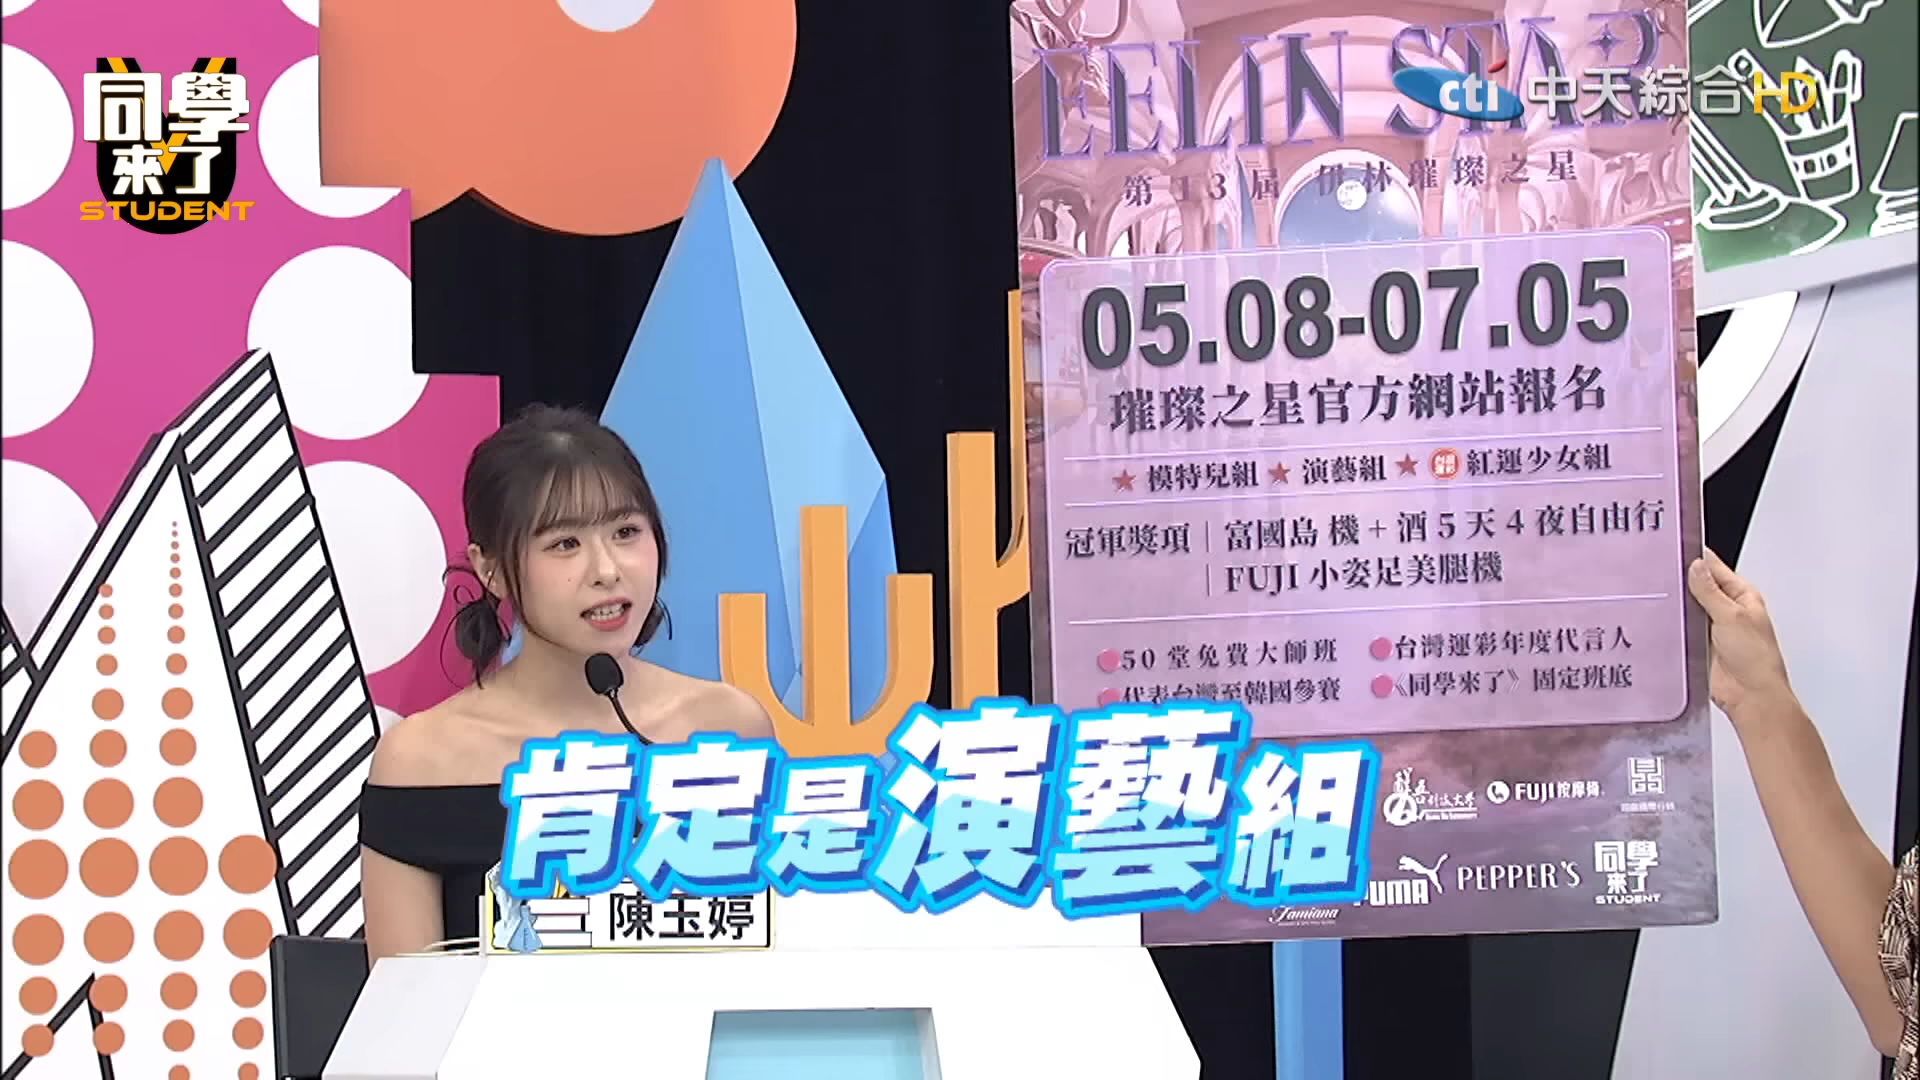 同學
來了
STUDENT
EELIN STAR
cti 中天綜合HD
第13屆 伊林璀璨之星
05.08-07.05
璀璨之星官方網站報名
★ 模特兒組 ★ 演藝組 ★ 台灣運彩 紅運少女組
冠軍獎項｜富國島 機+酒5天4夜自由行
｜FUJI 小姿足美腿機
50 堂免費大師班
台灣運彩年度代言人
代表台灣至韓國參賽
《同學來了》固定班底
肯定是演藝組
FUJI按摩椅
PUMA
PEPPER'S
同學
來了
STUDENT
陳玉婷